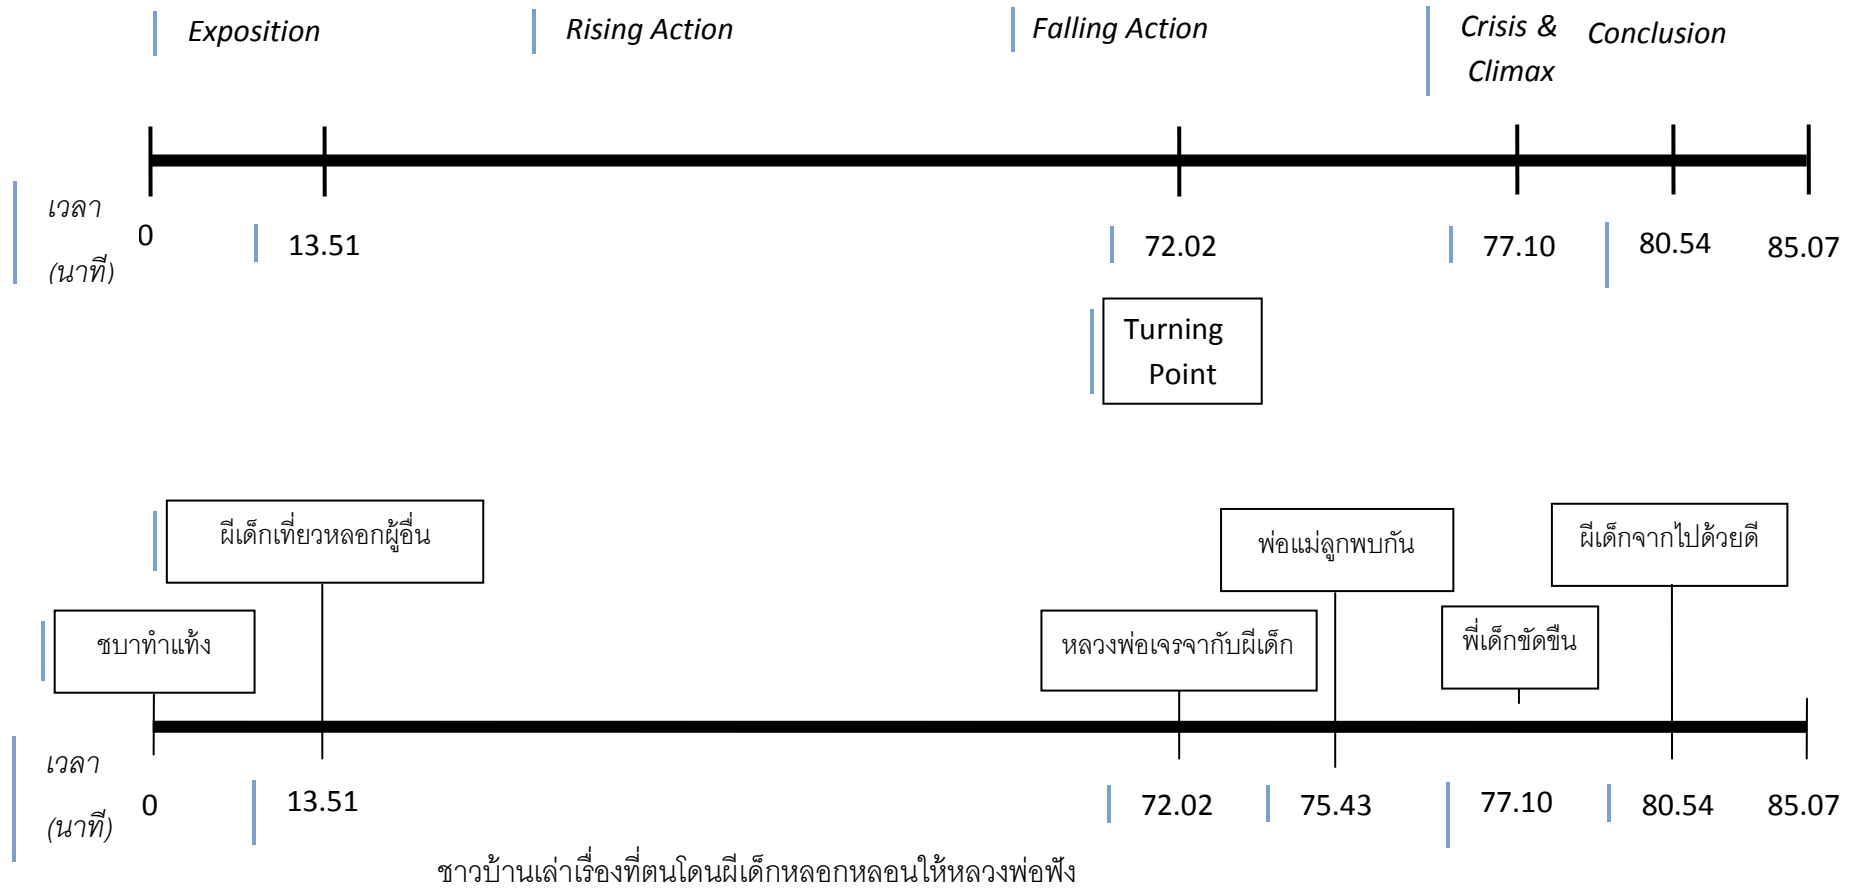 Exposition
Rising Action
Falling Action
Crisis &
Climax
Conclusion
เวลา
(นาที)
0
13.51
72.02
77.10
80.54
85.07
Turning
Point
ผีเด็กเที่ยวหลอกผู้อื่น
พ่อแม่ลูกพบกัน
ผีเด็กจากไปด้วยดี
ชบาทำแท้ง
หลวงพ่อเจรจากับผีเด็ก
พี่เด็กขัดขืน
เวลา
(นาที)
0
13.51
72.02
75.43
77.10
80.54
85.07
ชาวบ้านเล่าเรื่องที่ตนโดนผีเด็กหลอกหลอนให้หลวงพ่อฟัง